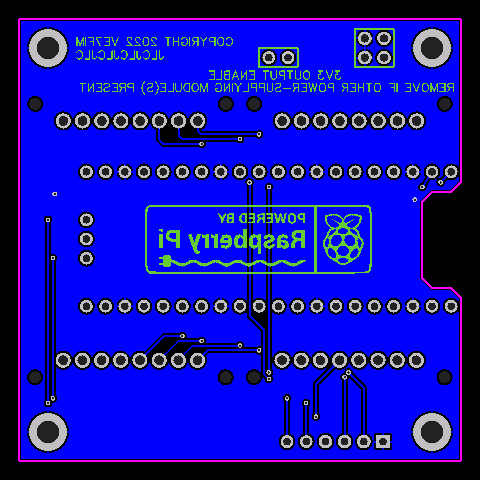 COPYRIGHT 2022 VE7FIM
JLCJLCJLCJLC
3V3 OUTPUT ENABLE
REMOVE IF OTHER POWER-SUPPLYING MODULE(S) PRESENT
POWERED BY
Raspberry Pi